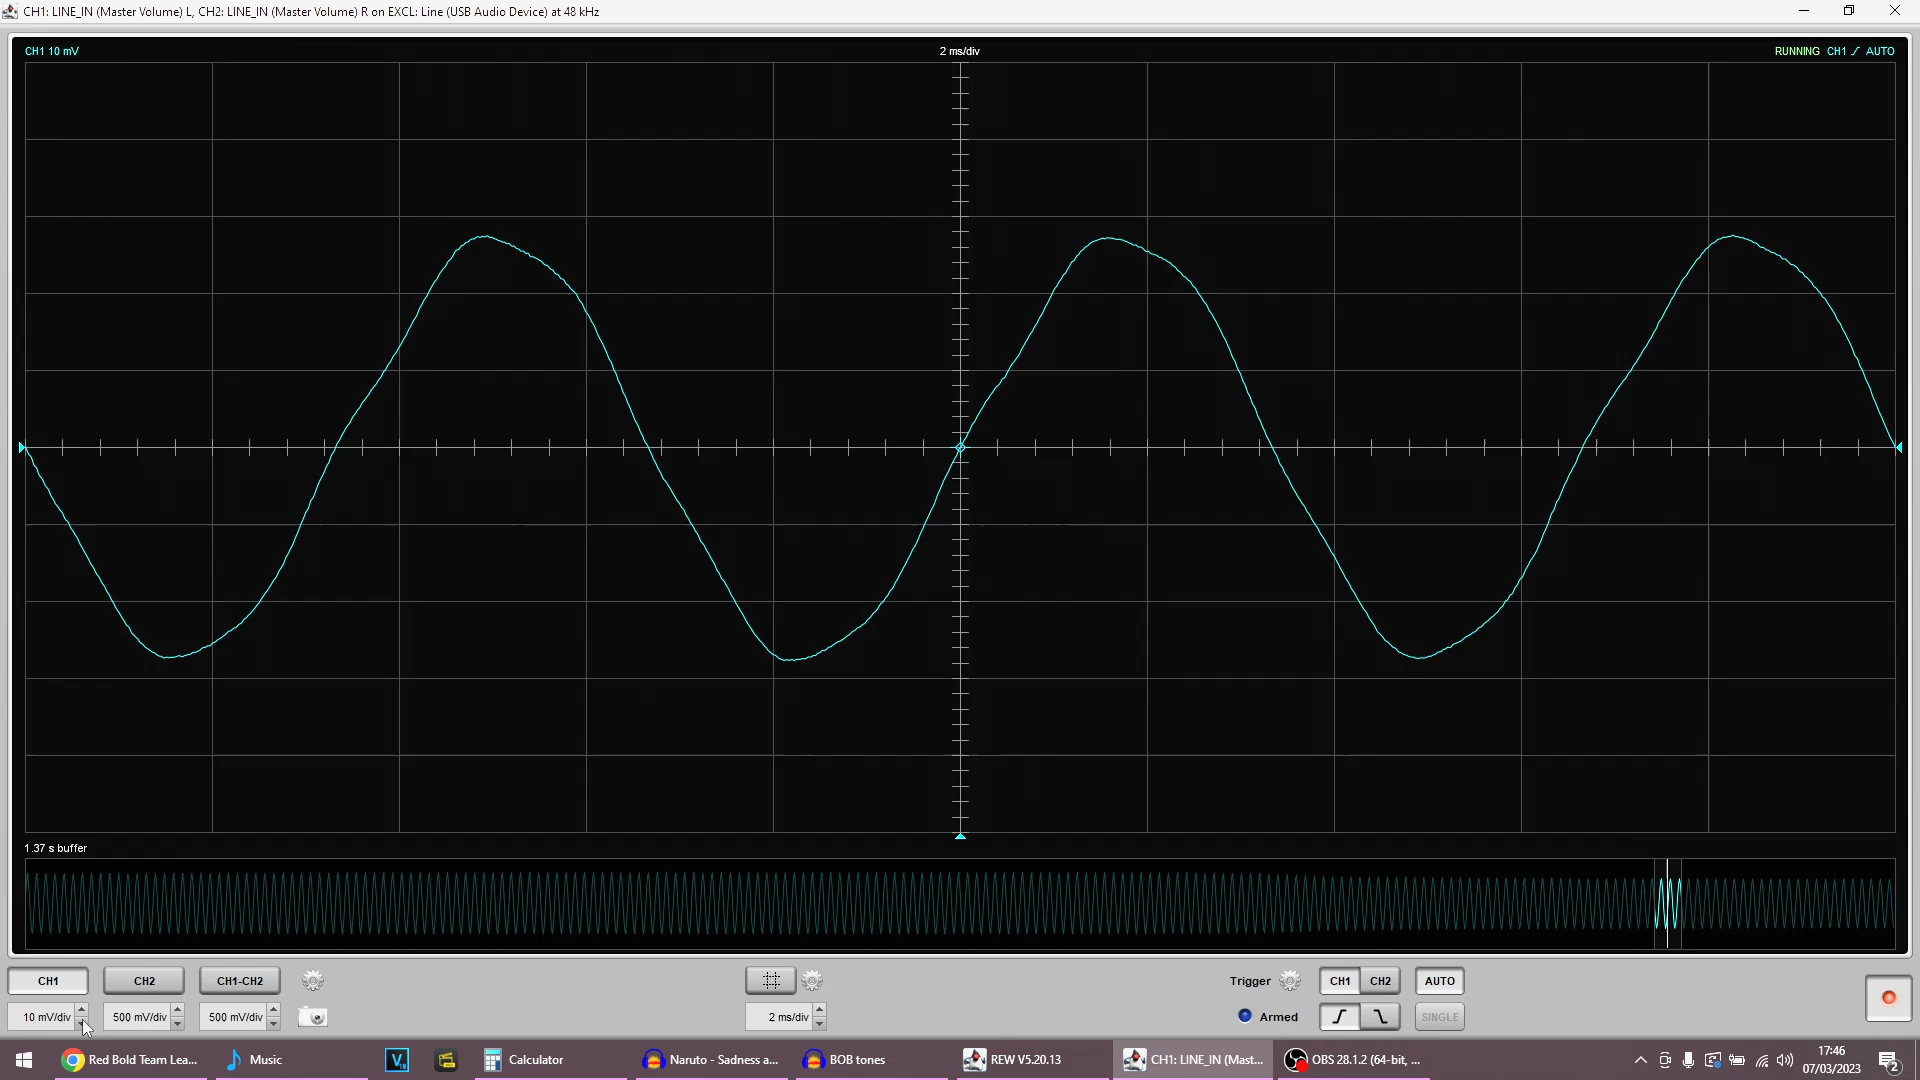 CH1: LINE_IN (Master Volume) L, CH2: LINE_IN (Master Volume) R on EXCL: Line (USB Audio Device) at 48 kHz
CH1 10 mV
2 ms/div
RUNNING CH1 AUTO
1.37 s buffer
CH1
CH2
CH1-CH2
Trigger
CH1
CH2
AUTO
10 mV/div
500 mV/div
500 mV/div
2 ms/div
Armed
SINGLE
Red Bold Team Lea...
Music
Calculator
Naruto - Sadness a...
BOB tones
REW V5.20.13
CH1: LINE_IN (Mast...
OBS 28.1.2 (64-bit, ...
17:46
07/03/2023
2